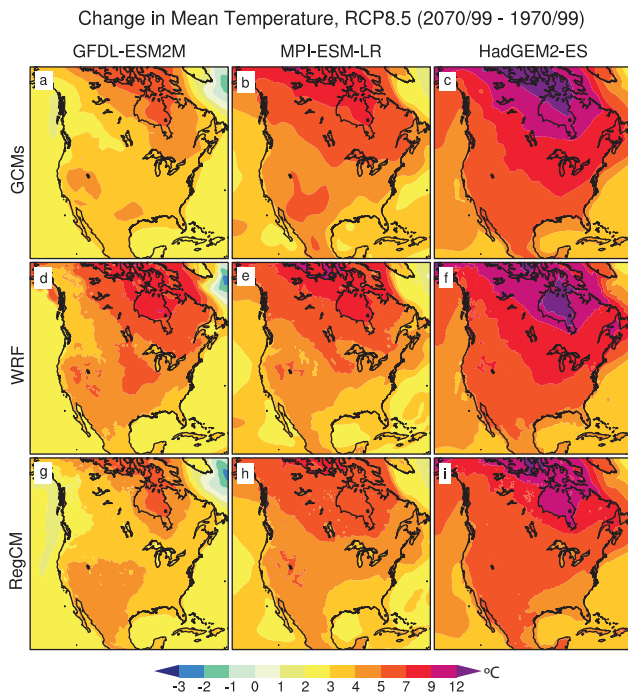 Change in Mean Temperature, RCP8.5 (2070/99 - 1970/99)
GFDL-ESM2M MPI-ESM-LR HadGEM2-ES
GCMs
a b c
WRF
d e f
RegCM
g h i
-3 -2 -1 0 1 2 3 4 5 7 9 12 ºC